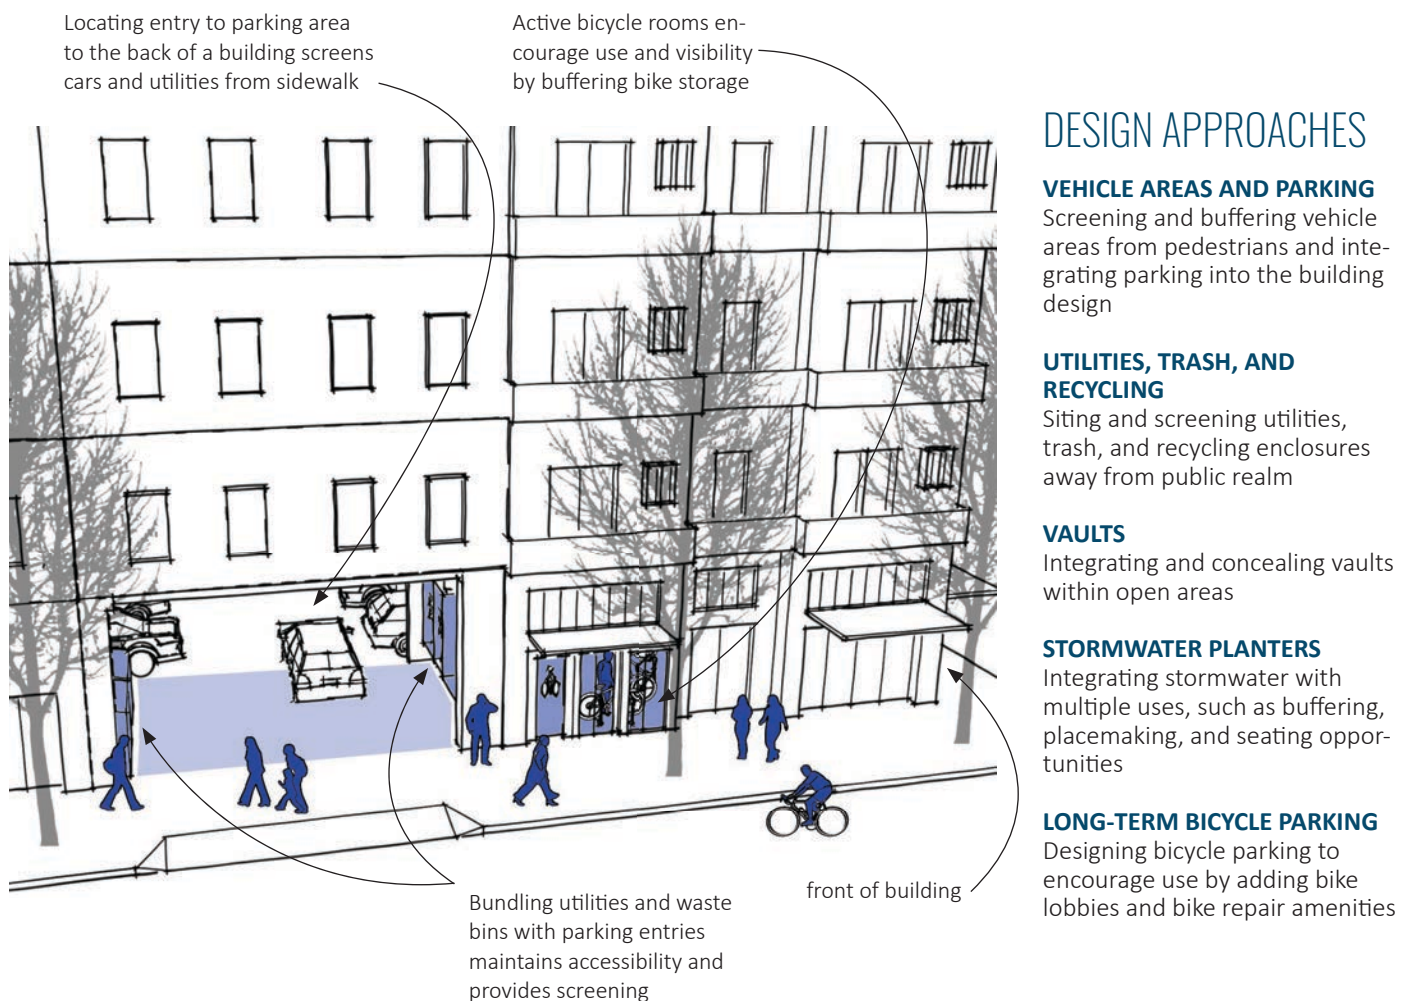 Locating entry to parking area
to the back of a building screens
cars and utilities from sidewalk
Active bicycle rooms en-
courage use and visibility
by buffering bike storage
Bundling utilities and waste
bins with parking entries
maintains accessibility and
provides screening
front of building
DESIGN APPROACHES
VEHICLE AREAS AND PARKING
Screening and buffering vehicle
areas from pedestrians and inte-
grating parking into the building
design
UTILITIES, TRASH, AND
RECYCLING
Siting and screening utilities,
trash, and recycling enclosures
away from public realm
VAULTS
Integrating and concealing vaults
within open areas
STORMWATER PLANTERS
Integrating stormwater with
multiple uses, such as buffering,
placemaking, and seating oppor-
tunities
LONG-TERM BICYCLE PARKING
Designing bicycle parking to
encourage use by adding bike
lobbies and bike repair amenities